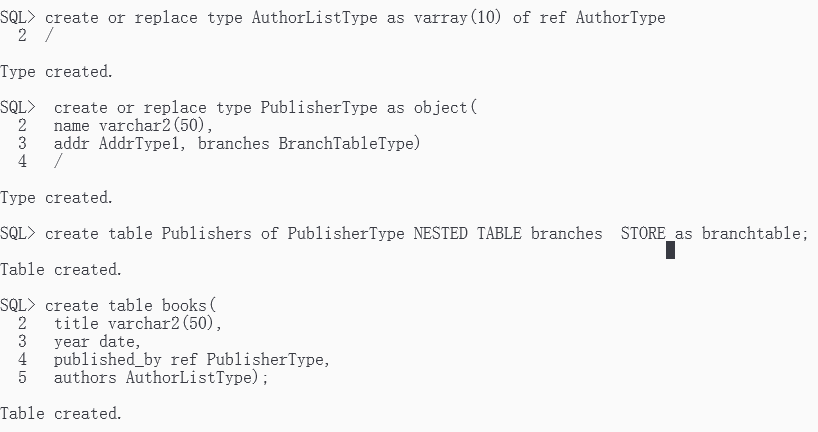 SQL> create or replace type AuthorListType as varray(10) of ref AuthorType
2 /
Type created.
SQL> create or replace type PublisherType as object(
2 name varchar2(50),
3 addr AddrType1, branches BranchTableType)
4 /
Type created.
SQL> create table Publishers of PublisherType NESTED TABLE branches STORE as branchtable;
Table created.
SQL> create table books(
2 title varchar2(50),
3 year date,
4 published_by ref PublisherType,
5 authors AuthorListType);
Table created.